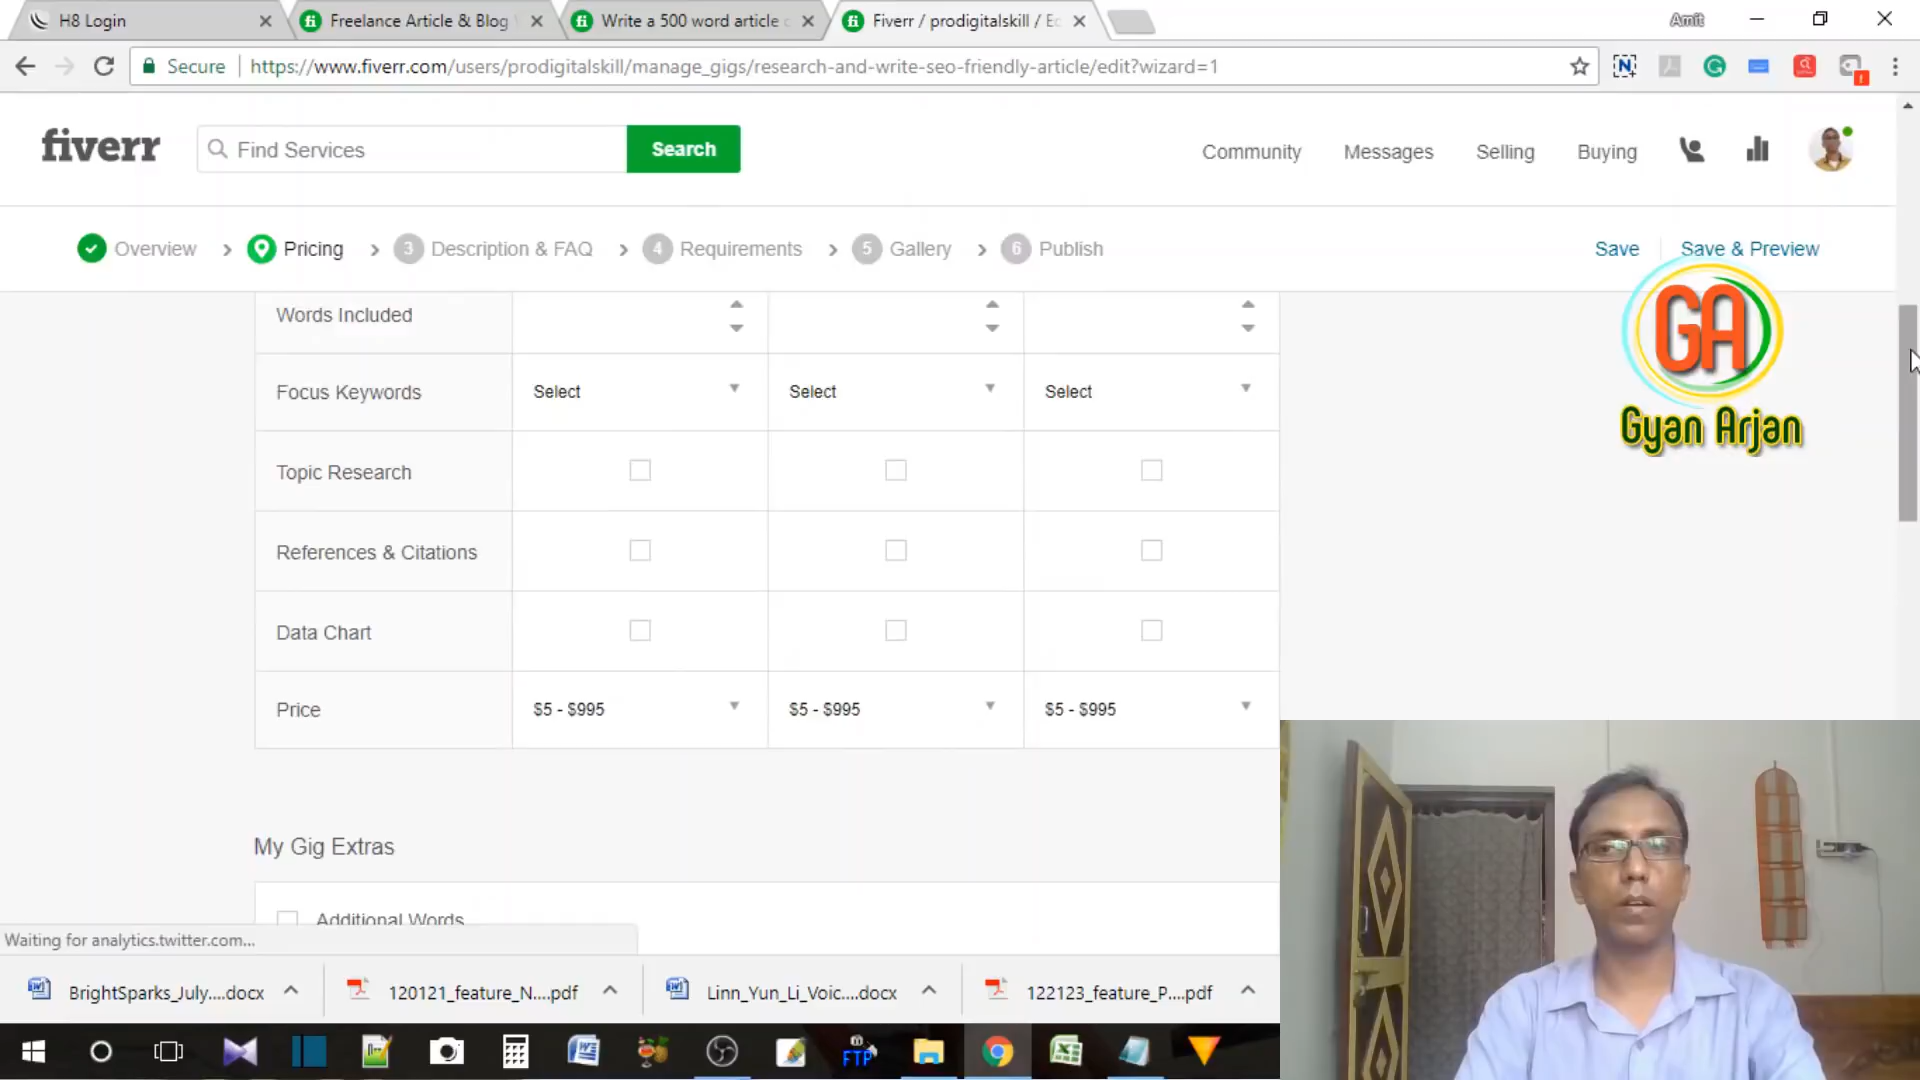 H8 Login
Freelance Article & Blog
Write a 500 word article
Fiverr / prodigitalskill / Ec
Amit
Secure
https://www.fiverr.com/users/prodigitalskill/manage_gigs/research-and-write-seo-friendly-article/edit?wizard=1
fiverr
Find Services
Search
Community
Messages
Selling
Buying
Overview
Pricing
3 Description & FAQ
4 Requirements
5 Gallery
6 Publish
Save
Save & Preview
GA
Gyan Arjan
Words Included
Focus Keywords Select Select Select
Topic Research
References & Citations
Data Chart
Price $5 - $995 $5 - $995 $5 - $995
My Gig Extras
Additional Words
Waiting for analytics.twitter.com...
BrightSparks_July....docx
120121_feature_N....pdf
Linn_Yun_Li_Voic....docx
122123_feature_P....pdf
FTP